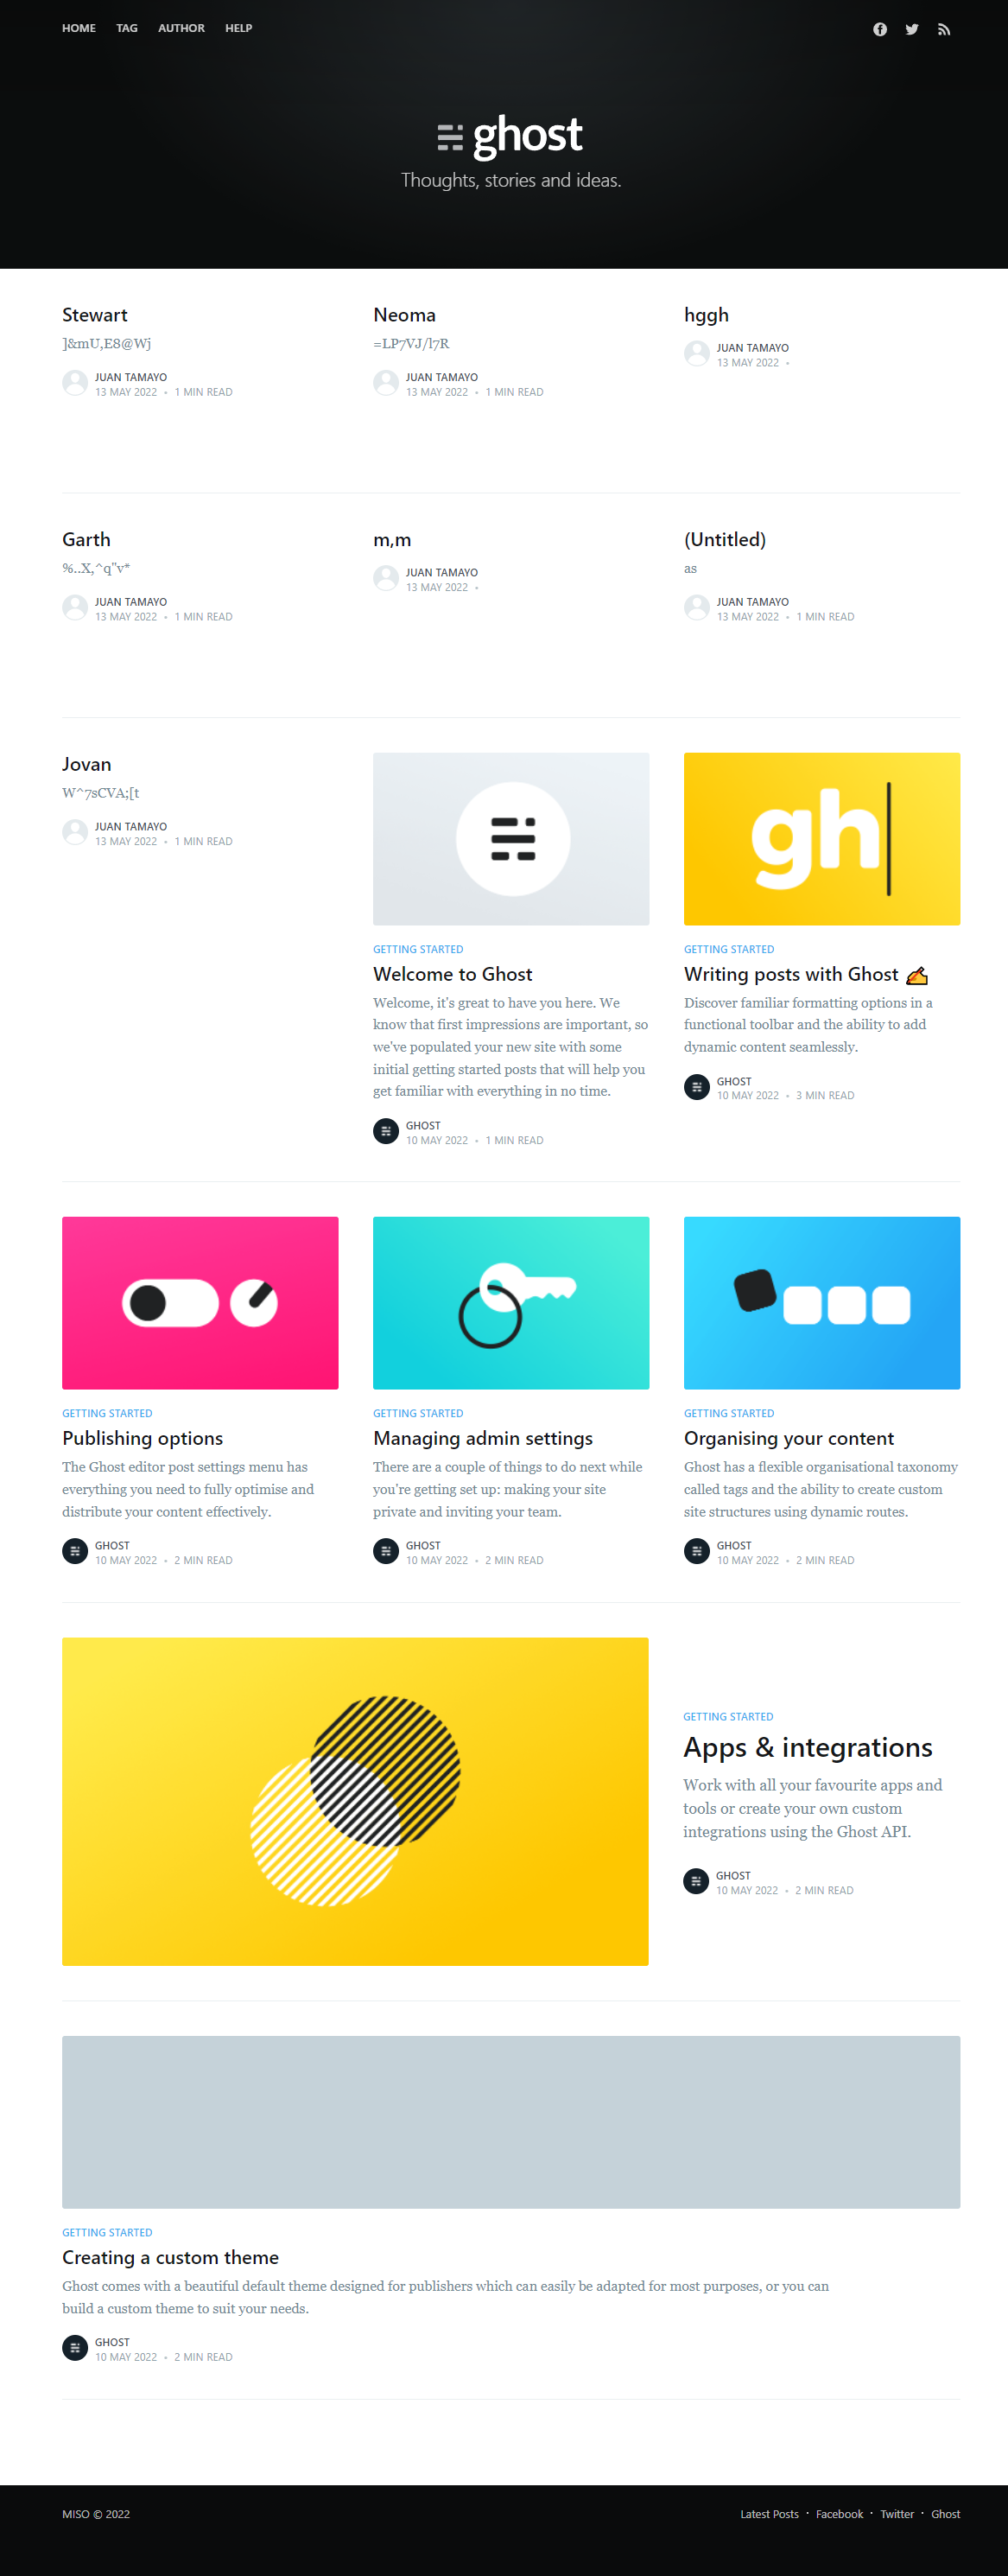 HOME TAG AUTHOR HELP
ghost
Thoughts, stories and ideas.
Stewart
]&mU,E8@Wj
JUAN TAMAYO
13 MAY 2022 • 1 MIN READ
Neoma
=LP7VJ/l7R
JUAN TAMAYO
13 MAY 2022 • 1 MIN READ
hggh
JUAN TAMAYO
13 MAY 2022 •
Garth
%..X,^q"v*
JUAN TAMAYO
13 MAY 2022 • 1 MIN READ
m,m
JUAN TAMAYO
13 MAY 2022 •
(Untitled)
as
JUAN TAMAYO
13 MAY 2022 • 1 MIN READ
Jovan
W^7sCVA;[t
JUAN TAMAYO
13 MAY 2022 • 1 MIN READ
GETTING STARTED
Welcome to Ghost
Welcome, it's great to have you here. We
know that first impressions are important, so
we've populated your new site with some
initial getting started posts that will help you
get familiar with everything in no time.
GHOST
10 MAY 2022 • 1 MIN READ
gh
GETTING STARTED
Writing posts with Ghost ✍️
Discover familiar formatting options in a
functional toolbar and the ability to add
dynamic content seamlessly.
GHOST
10 MAY 2022 • 3 MIN READ
GETTING STARTED
Publishing options
The Ghost editor post settings menu has
everything you need to fully optimise and
distribute your content effectively.
GHOST
10 MAY 2022 • 2 MIN READ
GETTING STARTED
Managing admin settings
There are a couple of things to do next while
you're getting set up: making your site
private and inviting your team.
GHOST
10 MAY 2022 • 2 MIN READ
GETTING STARTED
Organising your content
Ghost has a flexible organisational taxonomy
called tags and the ability to create custom
site structures using dynamic routes.
GHOST
10 MAY 2022 • 2 MIN READ
GETTING STARTED
Apps & integrations
Work with all your favourite apps and
tools or create your own custom
integrations using the Ghost API.
GHOST
10 MAY 2022 • 2 MIN READ
GETTING STARTED
Creating a custom theme
Ghost comes with a beautiful default theme designed for publishers which can easily be adapted for most purposes, or you can
build a custom theme to suit your needs.
GHOST
10 MAY 2022 • 2 MIN READ
MISO © 2022
Latest Posts · Facebook · Twitter · Ghost